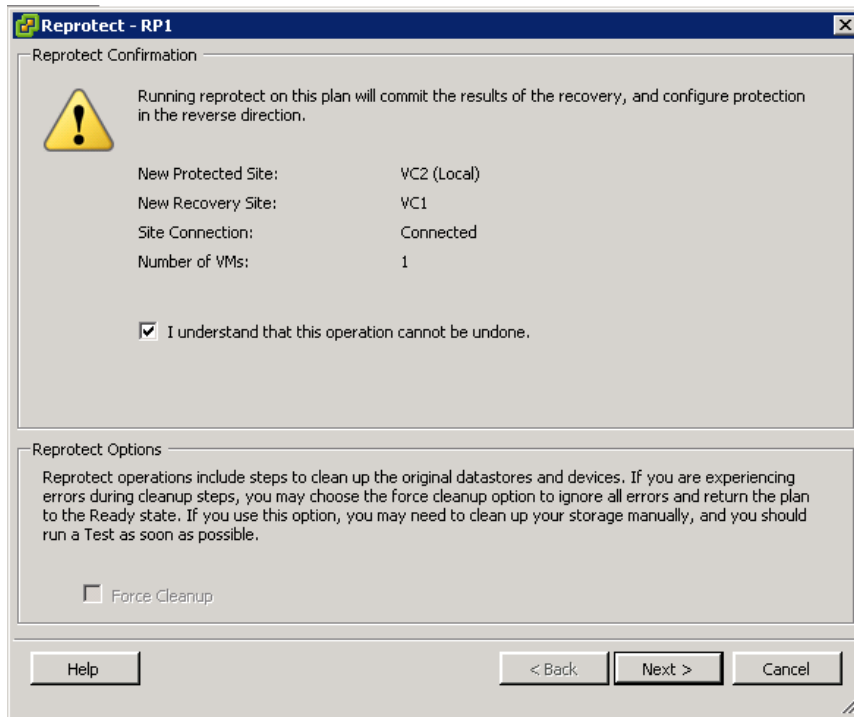 Reprotect - RP1
Reprotect Confirmation
Running reprotect on this plan will commit the results of the recovery, and configure protection
in the reverse direction.
New Protected Site: VC2 (Local)
New Recovery Site: VC1
Site Connection: Connected
Number of VMs: 1
I understand that this operation cannot be undone.
Reprotect Options
Reprotect operations include steps to clean up the original datastores and devices. If you are experiencing
errors during cleanup steps, you may choose the force cleanup option to ignore all errors and return the plan
to the Ready state. If you use this option, you may need to clean up your storage manually, and you should
run a Test as soon as possible.
Force Cleanup
Help < Back Next > Cancel